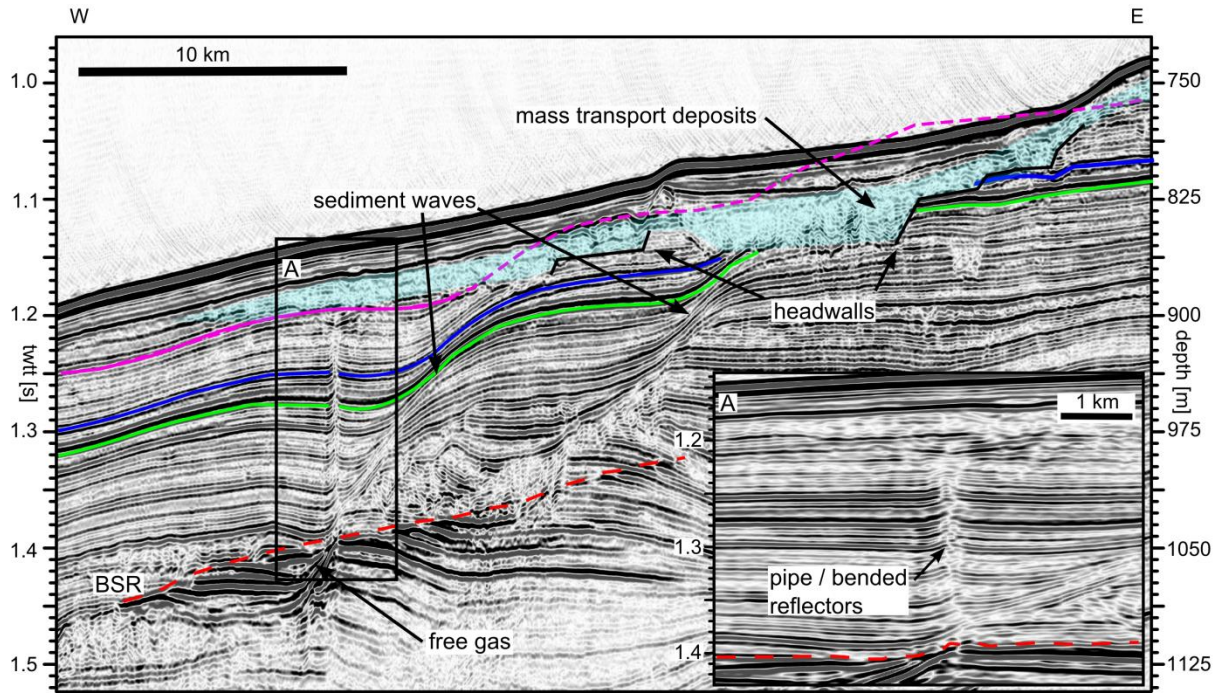 W
E
10 km
1.0
1.1
1.2
1.3
1.4
1.5
twtt [s]
750
825
900
975
1050
1125
depth [m]
mass transport deposits
sediment waves
A
headwalls
BSR
free gas
A
1 km
1.2
1.3
1.4
pipe / bended
reflectors